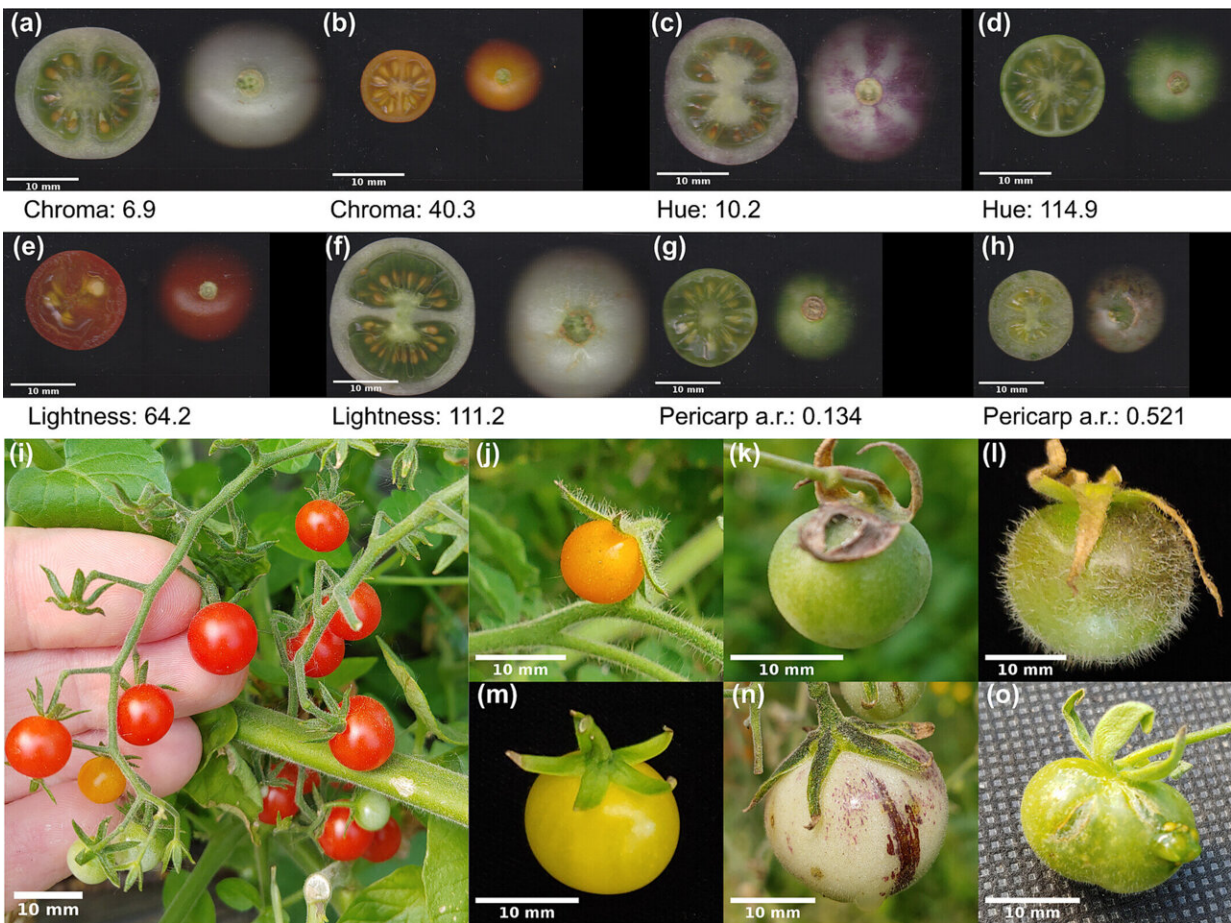 (a) (b) (c) (d)
10 mm 10 mm 10 mm 10 mm
Chroma: 6.9 Chroma: 40.3 Hue: 10.2 Hue: 114.9
(e) (f) (g) (h)
10 mm 10 mm 10 mm 10 mm
Lightness: 64.2 Lightness: 111.2 Pericarp a.r.: 0.134 Pericarp a.r.: 0.521
(i) (j) (k) (l)
10 mm 10 mm 10 mm
(m) (n) (o)
10 mm 10 mm 10 mm 10 mm